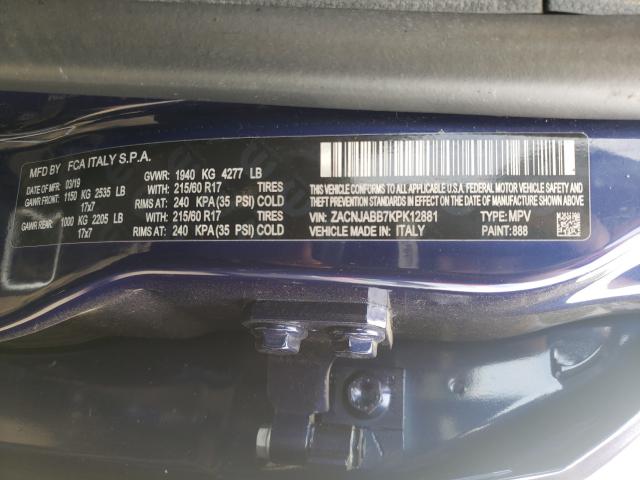 MFD BY FCA ITALY S.P.A.
DATE OF MFR 03/19 GVWR: 1940 KG 4277 LB
GAWR FRONT: 1150 KG 2535 LB WITH: 215/60 R17 TIRES
17x7 RIMS AT: 240 KPA(35 PSI) COLD
GAWR REAR: 1000 KG 2205 LB WITH: 215/60 R17 TIRES
17x7 RIMS AT: 240 KPA(35 PSI) COLD
THIS VEHICLE CONFORMS TO ALL APPLICABLE U.S.A. FEDERAL MOTOR VEHICLE SAFETY, BUMPER, AND
THEFT PREVENTION STANDARDS IN EFFECT ON THE DATE OF MANUFACTURE SHOWN ABOVE.
VIN: ZACNJABB7KPK12881 TYPE: MPV
VEHICLE MADE IN: ITALY PAINT: 888